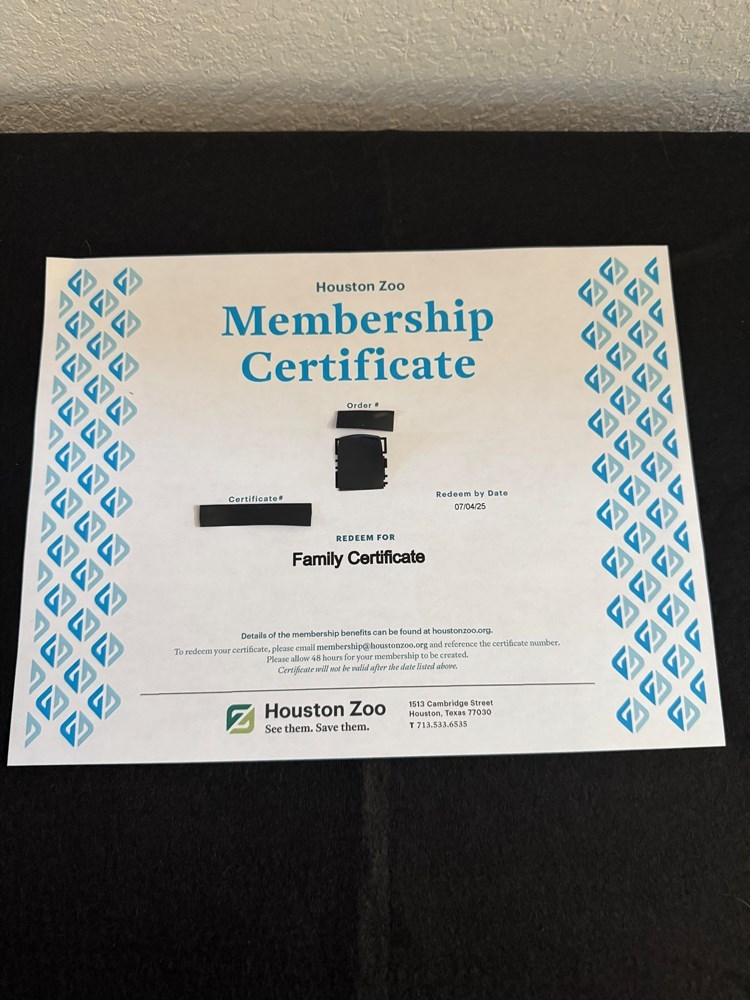 Houston Zoo
Membership
Certificate
Order #
Certificate#
Redeem by Date
07/04/25
REDEEM FOR
Family Certificate
Details of the membership benefits can be found at houstonzoo.org.
To redeem your certificate, please email membership@houstonzoo.org and reference the certificate number.
Please allow 48 hours for your membership to be created.
Certificate will not be valid after the date listed above.
Houston Zoo
See them. Save them.
1513 Cambridge Street
Houston, Texas 77030
T 713.533.6535